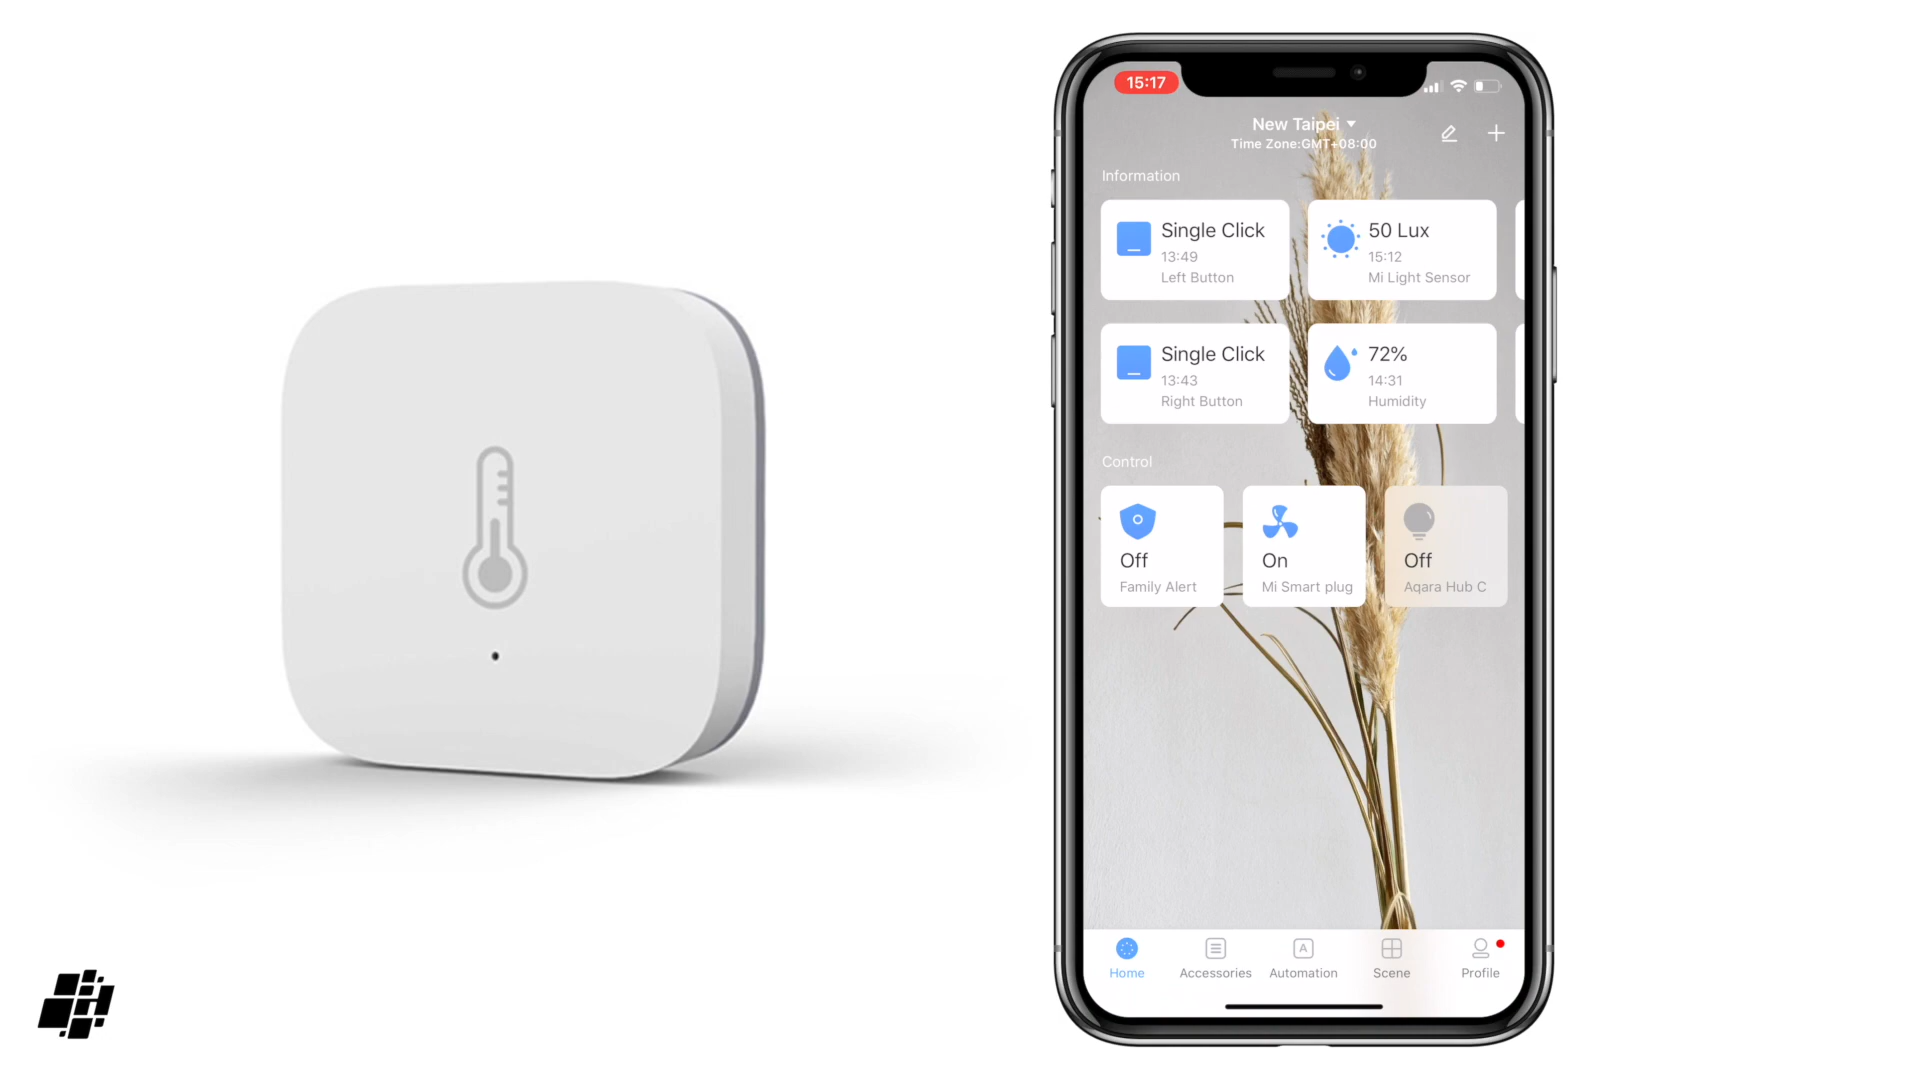 15:17
New Taipei
Time Zone:GMT+08:00
Information
Single Click
13:49
Left Button
50 Lux
15:12
Mi Light Sensor
Single Click
13:43
Right Button
72%
14:31
Humidity
Control
Off
Family Alert
On
Mi Smart plug
Off
Aqara Hub C
A
Home
Accessories
Automation
Scene
Profile